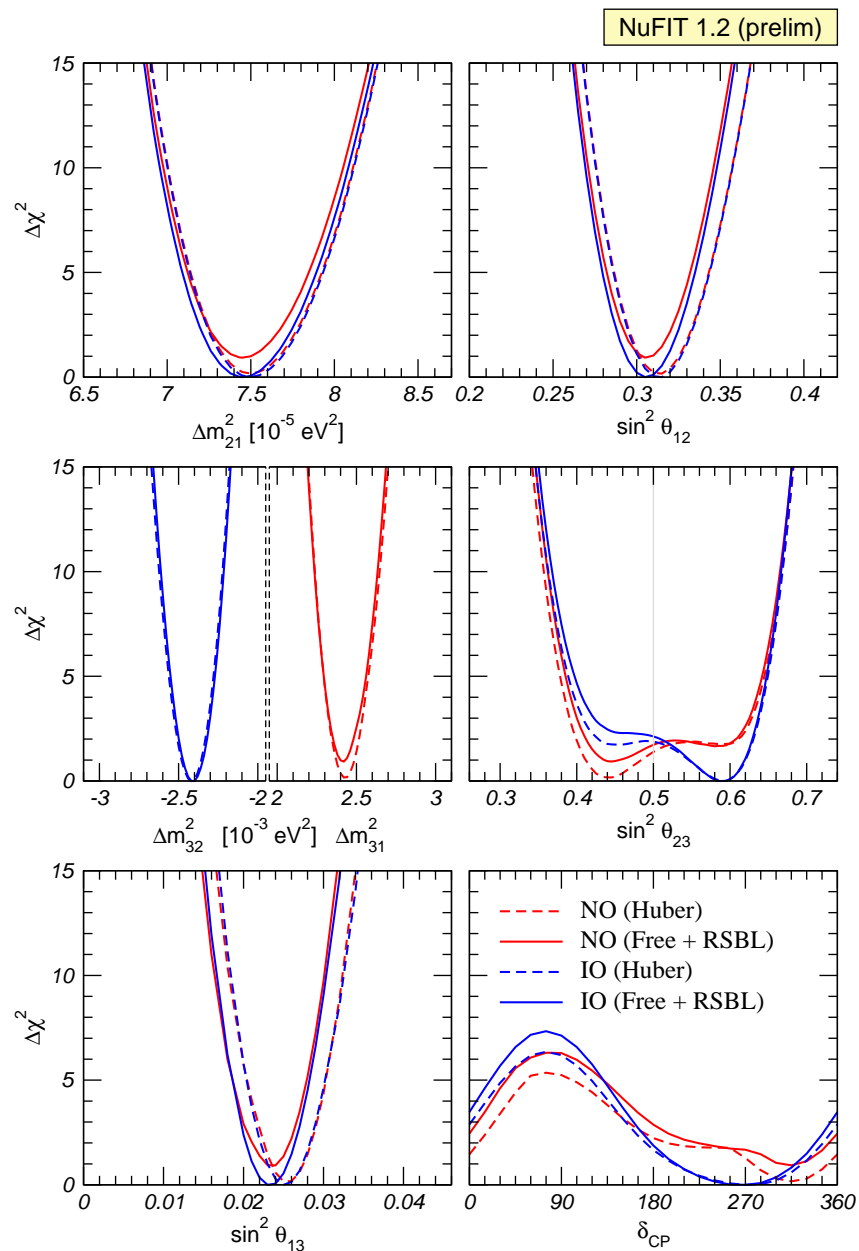 NuFIT 1.2 (prelim)
15
10
5
0
Δχ²
6.5 7 7.5 8 8.5
Δm²₂₁ [10⁻⁵ eV²]
0.2 0.25 0.3 0.35 0.4
sin² θ₁₂
15
10
5
0
Δχ²
-3 -2.5 -2 2 2.5 3
Δm²₃₂ [10⁻³ eV²] Δm²₃₁
0.3 0.4 0.5 0.6 0.7
sin² θ₂₃
15
10
5
0
Δχ²
0 0.01 0.02 0.03 0.04
sin² θ₁₃
NO (Huber)
NO (Free + RSBL)
IO (Huber)
IO (Free + RSBL)
0 90 180 270 360
δCP